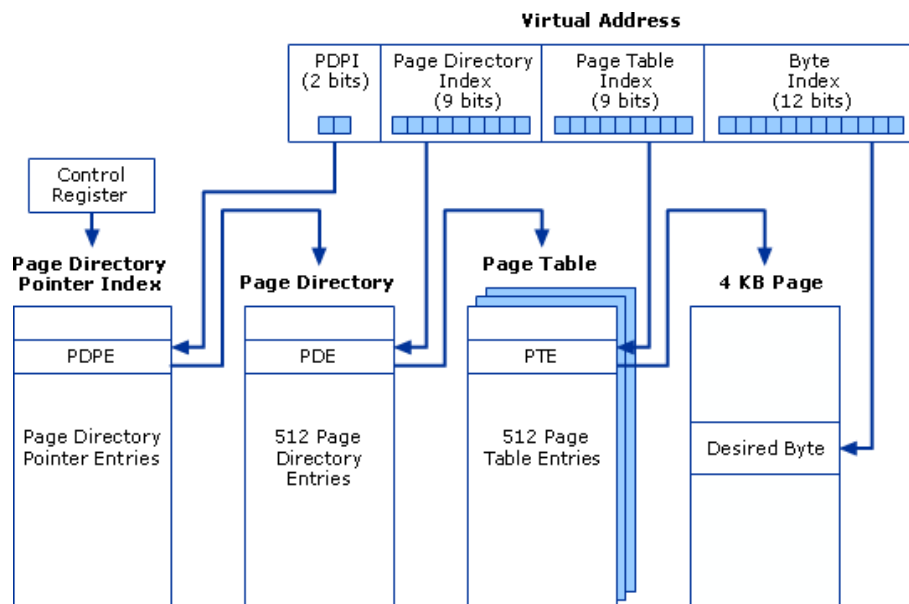 Virtual Address
PDPI
(2 bits)
Page Directory
Index
(9 bits)
Page Table
Index
(9 bits)
Byte
Index
(12 bits)
Control
Register
Page Directory
Pointer Index
Page Directory
Page Table
4 KB Page
PDPE
PDE
PTE
Page Directory
Pointer Entries
512 Page
Directory
Entries
512 Page
Table Entries
Desired Byte